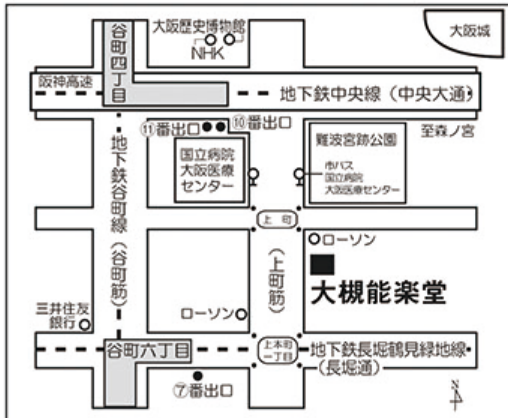 大阪歴史博物館
NHK
大阪城
谷町四丁目
阪神高速
地下鉄中央線（中央大通）
⑪番出口
⑩番出口
至森ノ宮
国立病院
大阪医療
センター
難波宮跡公園
市バス
国立病院
大阪医療センター
地下鉄谷町線（谷町筋）
上町
（上町筋）
ローソン
大槻能楽堂
三井住友
銀行
ローソン
谷町六丁目
上本町
一丁目
地下鉄長堀鶴見緑地線
（長堀通）
⑦番出口
N